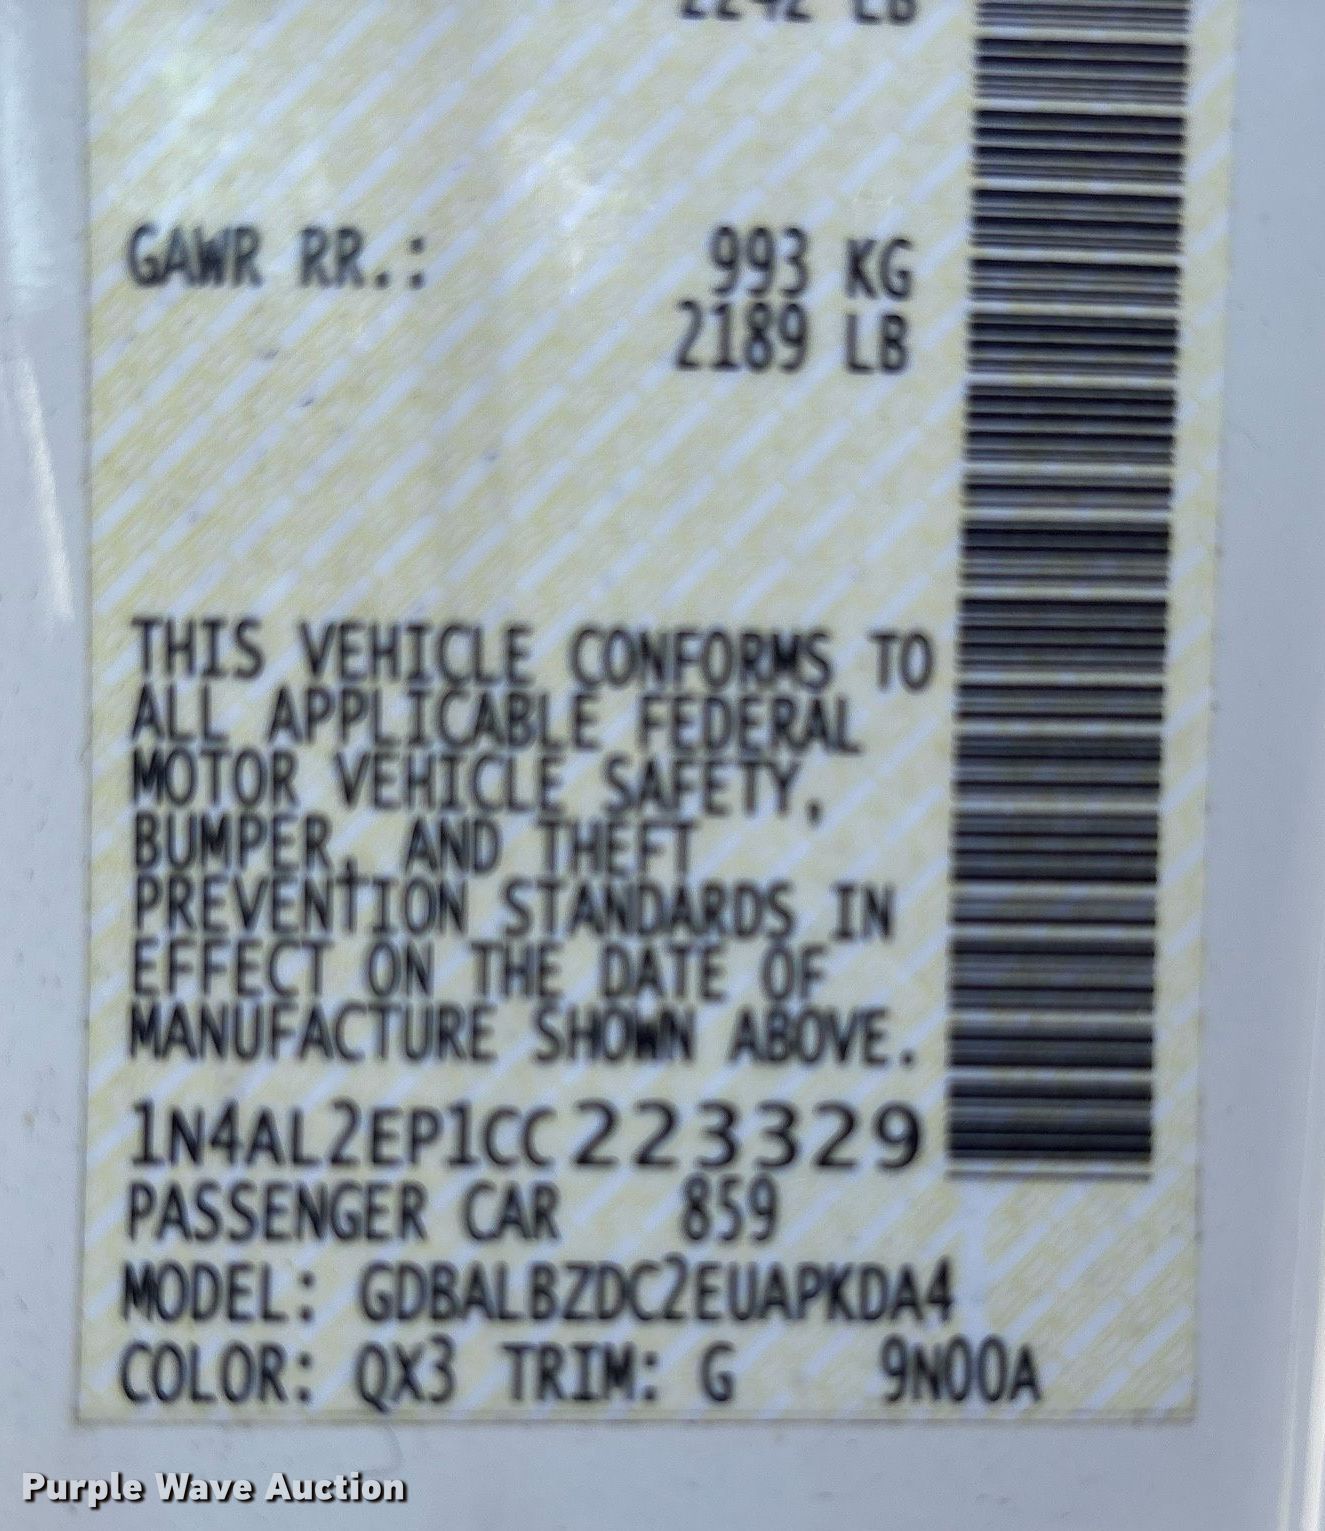 2242 LB
GAWR RR.: 993 KG
2189 LB
THIS VEHICLE CONFORMS TO
ALL APPLICABLE FEDERAL
MOTOR VEHICLE SAFETY,
BUMPER, AND THEFT
PREVENTION STANDARDS IN
EFFECT ON THE DATE OF
MANUFACTURE SHOWN ABOVE.
1N4AL2EP1CC223329
PASSENGER CAR 859
MODEL: GDBALBZDC2EUAPKDA4
COLOR: QX3 TRIM: G 9N00A
Purple Wave Auction